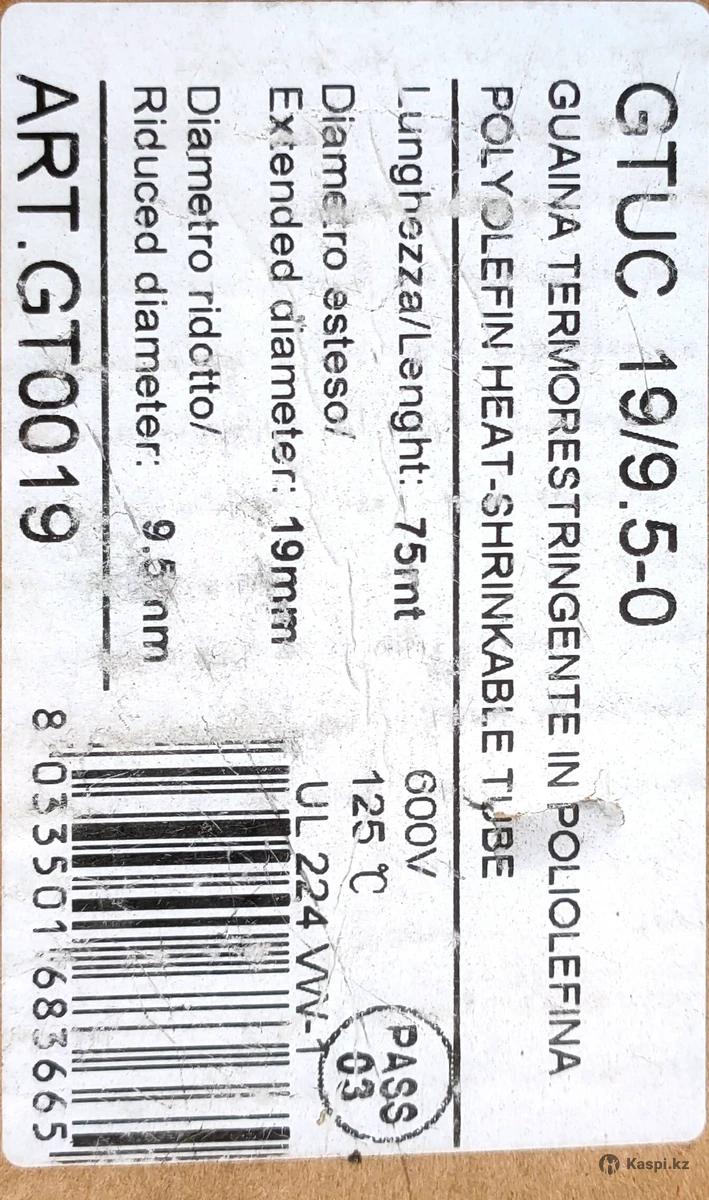 GTUC 19/9.5-0
GUAINA TERMORESTRINGENTE IN POLIOLEFINA
POLYOLEFIN HEAT-SHRINKABLE TUBE
Lunghezza/Lenght: 75mt
600V
Diametro esteso/
125 ℃
Extended diameter: 19mm
UL 224 VW-1
PASS
03
Diametro ridotto/
Riduced diameter: 9.5mm
ART.GT0019
8 033501 683665
Kaspi.kz